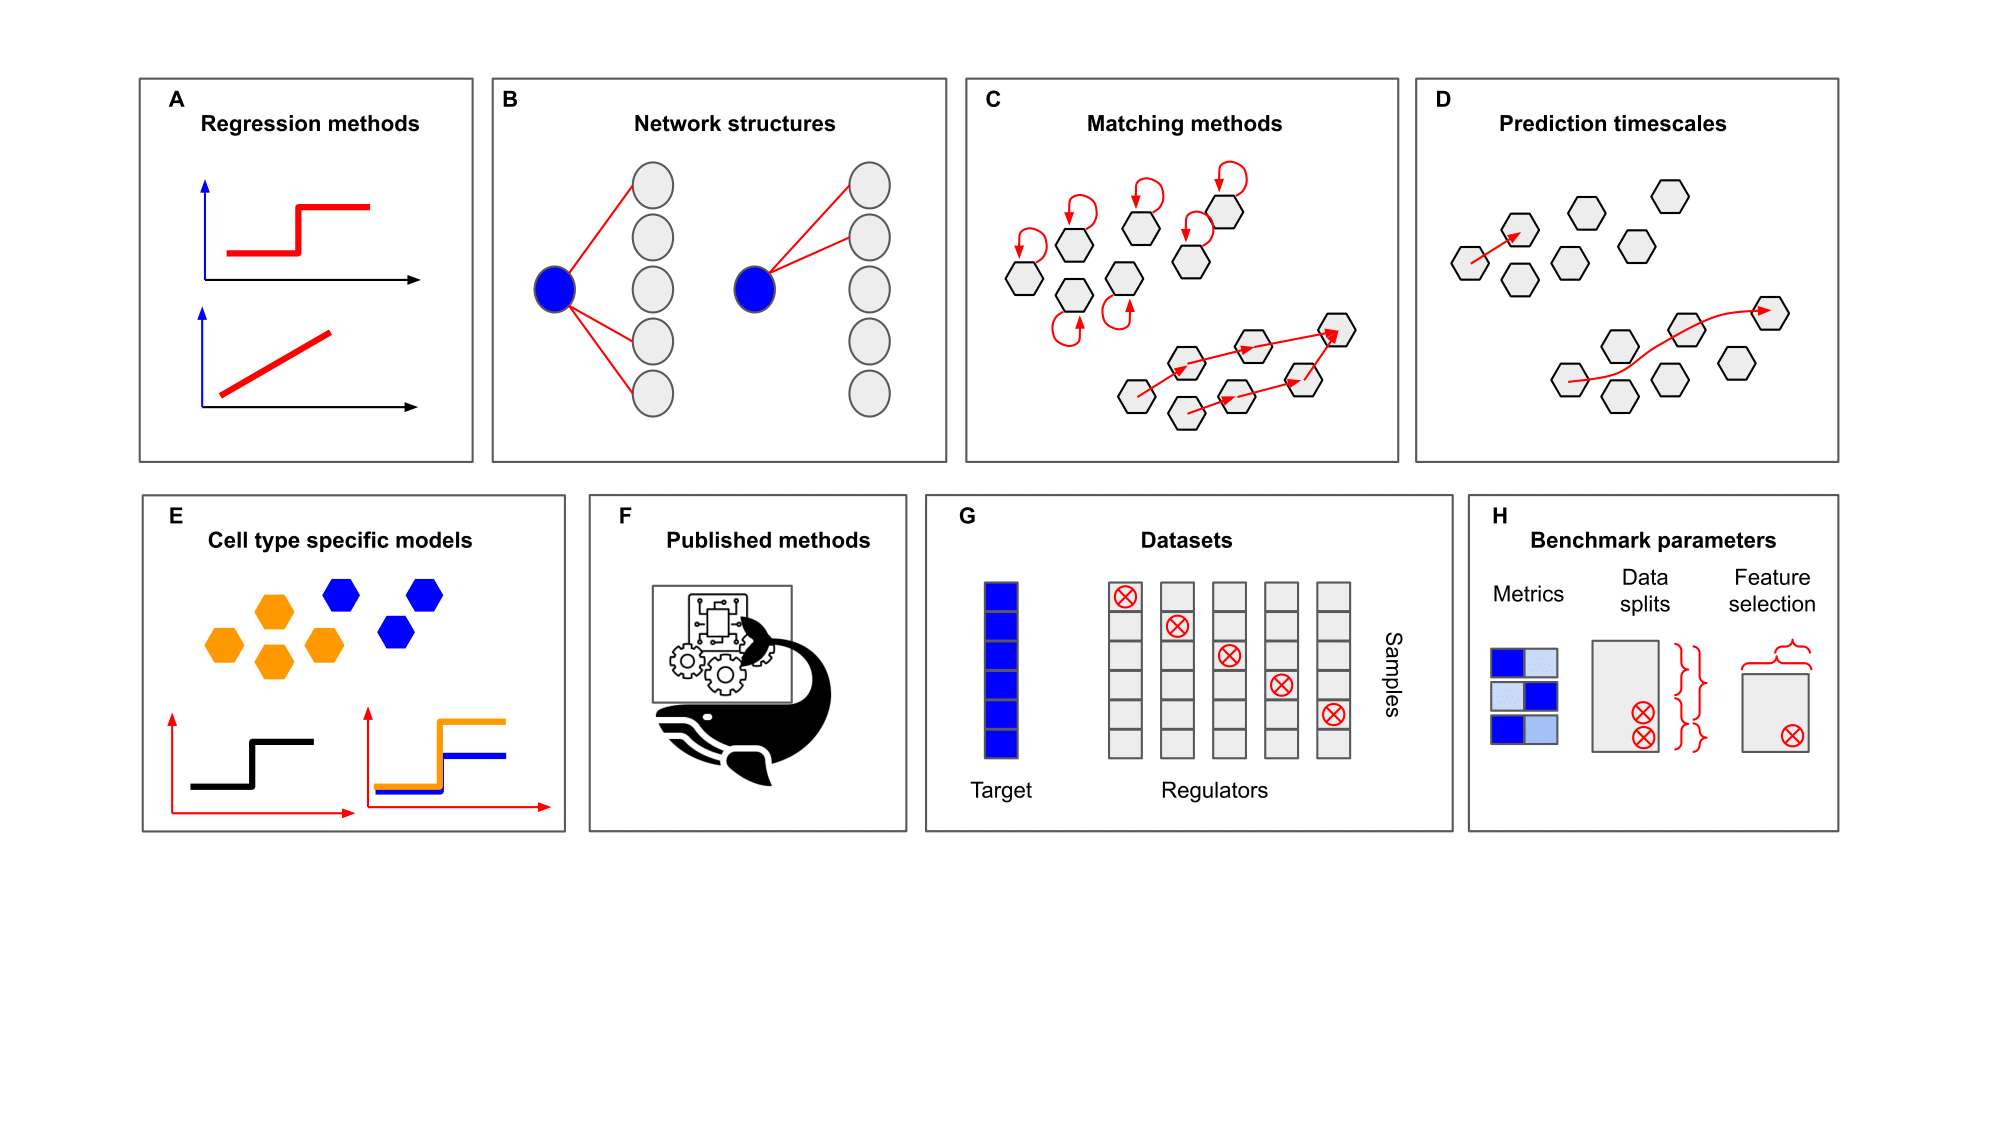 A
Regression methods
B
Network structures
C
Matching methods
D
Prediction timescales
E
Cell type specific models
F
Published methods
G
Datasets
Target
Regulators
Samples
H
Benchmark parameters
Metrics
Data
splits
Feature
selection